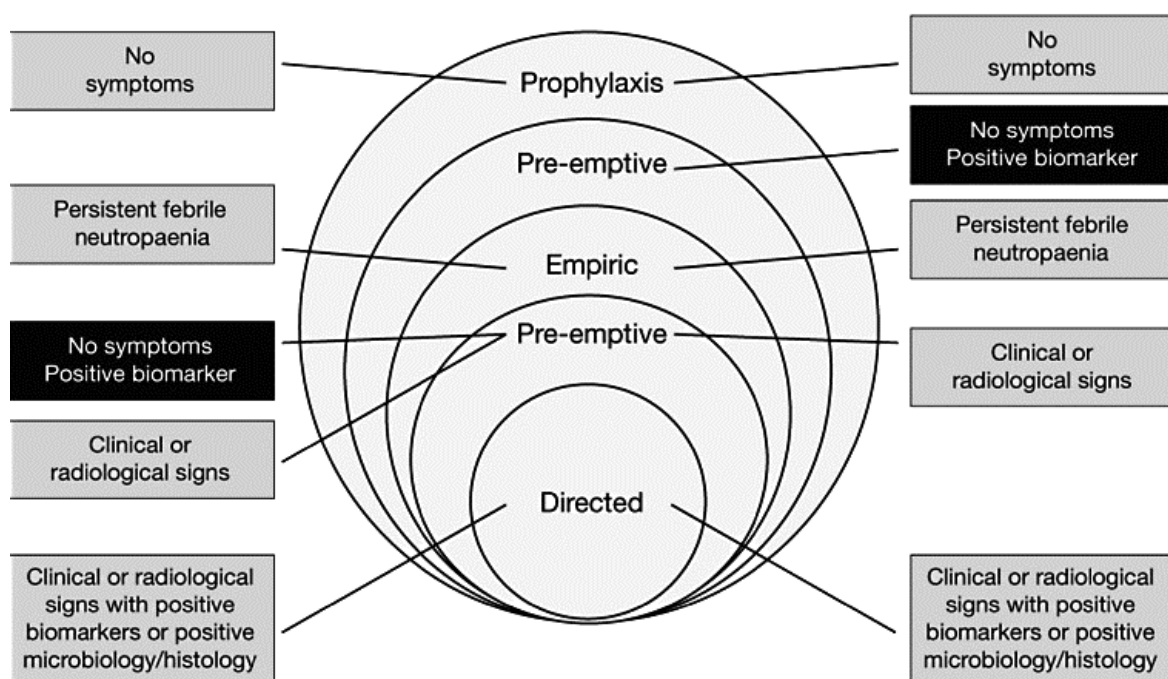 No
symptoms
Persistent febrile
neutropaenia
No symptoms
Positive biomarker
Clinical or
radiological signs
Clinical or radiological
signs with positive
biomarkers or positive
microbiology/histology
Prophylaxis
Pre-emptive
Empiric
Pre-emptive
Directed
No
symptoms
No symptoms
Positive biomarker
Persistent febrile
neutropaenia
Clinical or
radiological signs
Clinical or radiological
signs with positive
biomarkers or positive
microbiology/histology